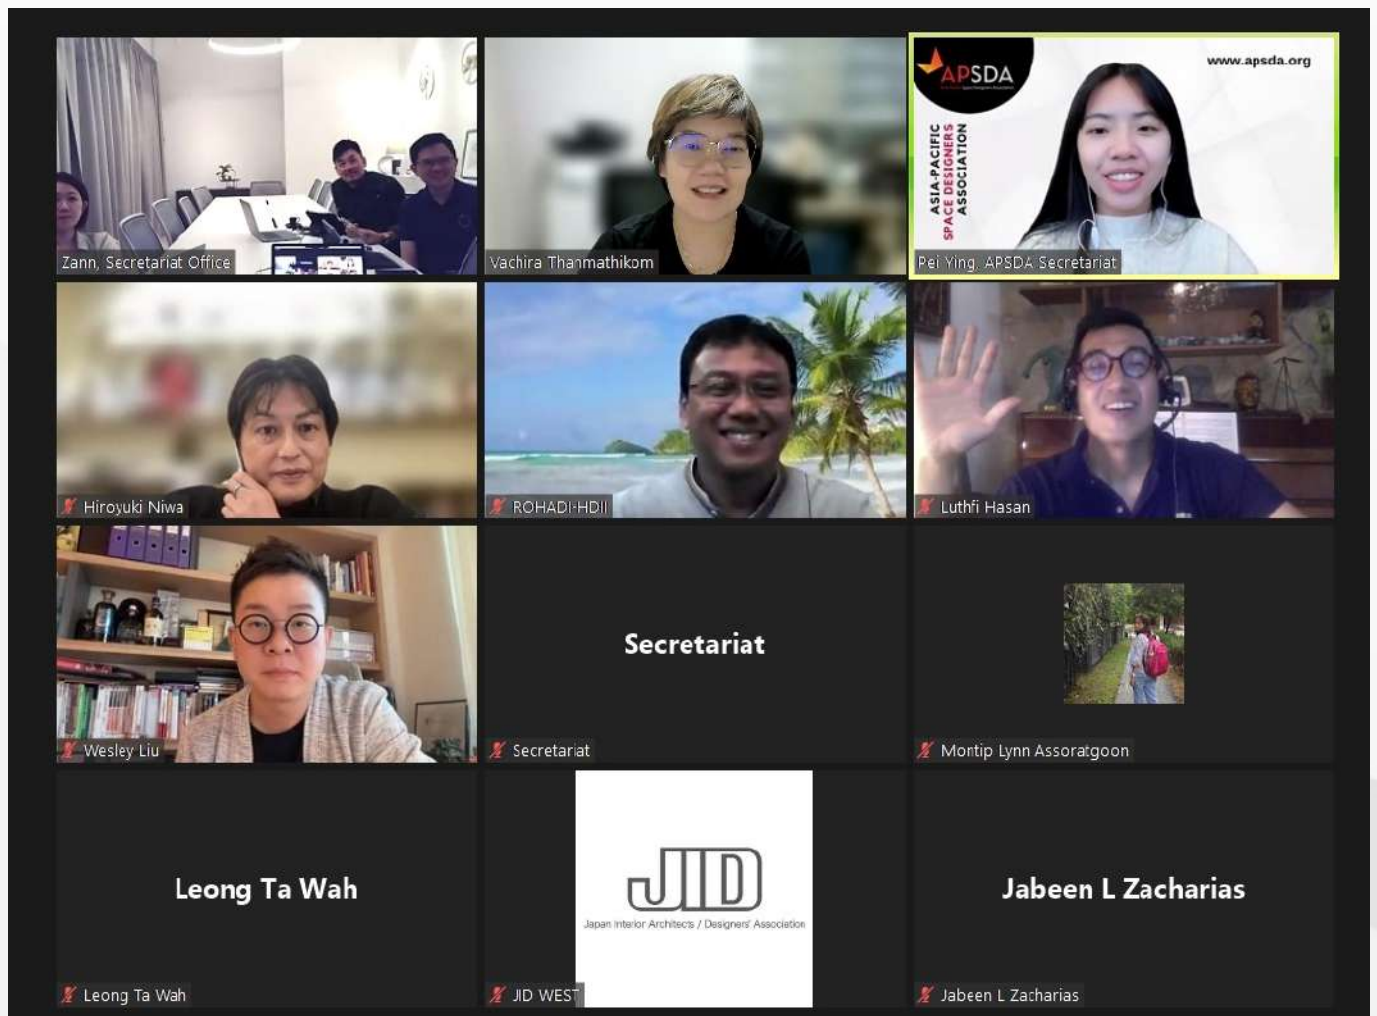 APSDA
www.apsda.org
ASIA-PACIFIC
SPACE DESIGNERS
ASSOCIATION
Zann, Secretariat Office
Vachira Thanmathikom
Pei Ying, APSDA Secretariat
Hiroyuki Niwa
ROHADI-HDII
Luthfi Hasan
Wesley Liu
Secretariat
Secretariat
Montip Lynn Assoratgoon
Leong Ta Wah
Leong Ta Wah
JID
Japan Interior Architects / Designers' Association
JID WEST
Jabeen L Zacharias
Jabeen L Zacharias